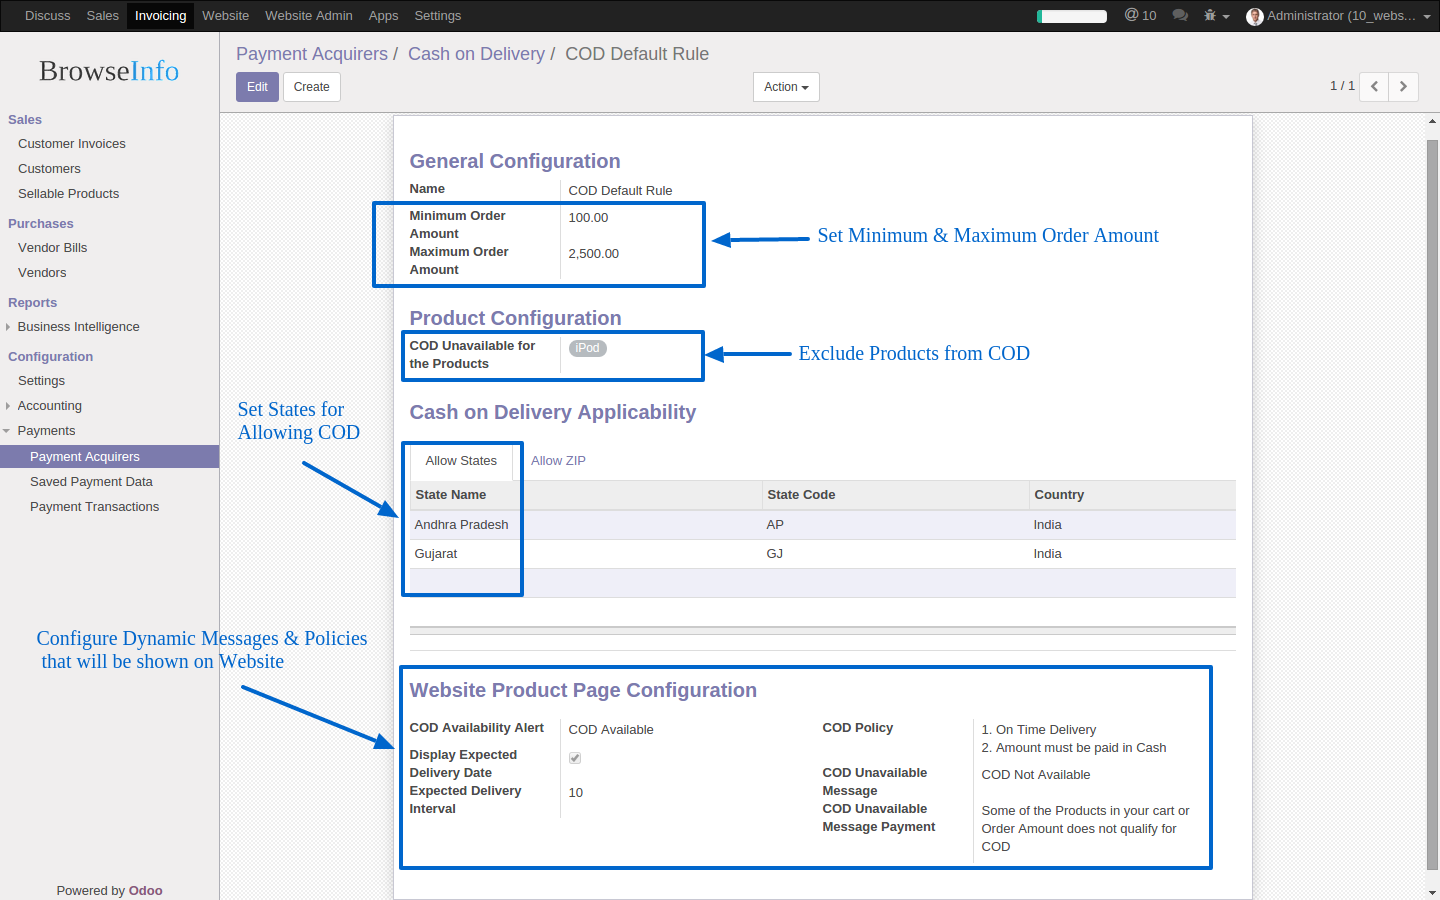 Discuss Sales Invoicing Website Website Admin Apps Settings @ 10 Administrator (10_webs...
BrowseInfo
Payment Acquirers / Cash on Delivery / COD Default Rule
Edit Create Action 1 / 1
Sales
Customer Invoices
Customers
Sellable Products
Purchases
Vendor Bills
Vendors
Reports
Business Intelligence
Configuration
Settings
Accounting
Payments
Payment Acquirers
Saved Payment Data
Payment Transactions
Powered by Odoo
General Configuration
Name COD Default Rule
Minimum Order Amount 100.00
Maximum Order Amount 2,500.00
Set Minimum & Maximum Order Amount
Product Configuration
COD Unavailable for the Products iPod
Exclude Products from COD
Cash on Delivery Applicability
Set States for
Allowing COD
Allow States Allow ZIP
State Name State Code Country
Andhra Pradesh AP India
Gujarat GJ India
Configure Dynamic Messages & Policies
that will be shown on Website
Website Product Page Configuration
COD Availability Alert COD Available
Display Expected Delivery Date
Expected Delivery Interval 10
COD Policy 1. On Time Delivery
2. Amount must be paid in Cash
COD Unavailable Message COD Not Available
COD Unavailable Message Payment Some of the Products in your cart or
Order Amount does not qualify for
COD